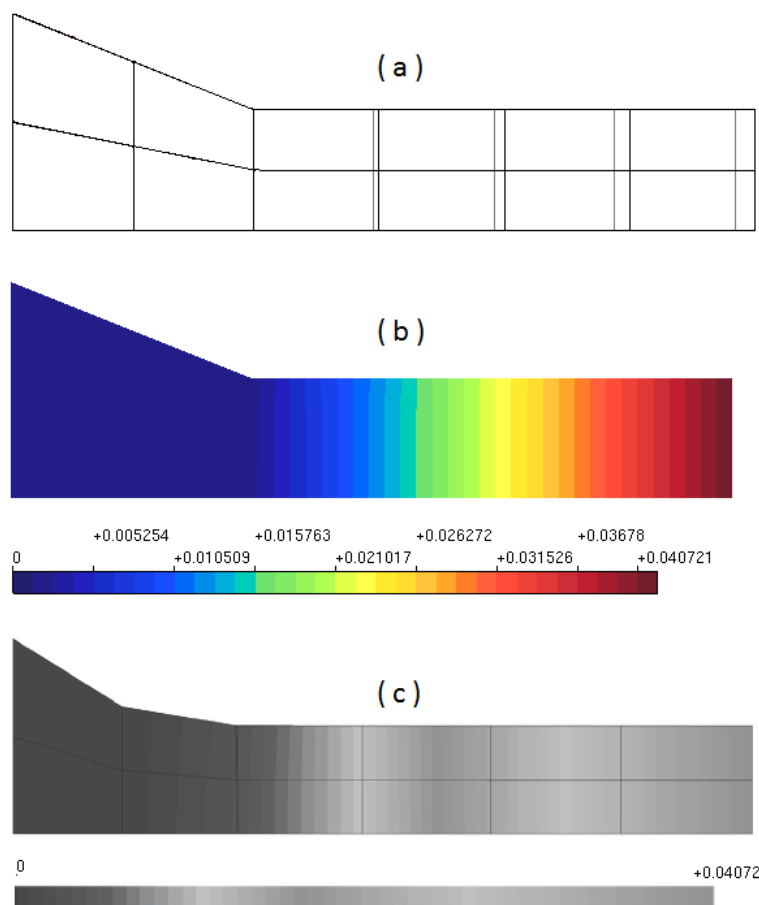 ( a )
( b )
+0.005254 +0.015763 +0.026272 +0.03678
0 +0.010509 +0.021017 +0.031526 +0.040721
( c )
0 +0.04072